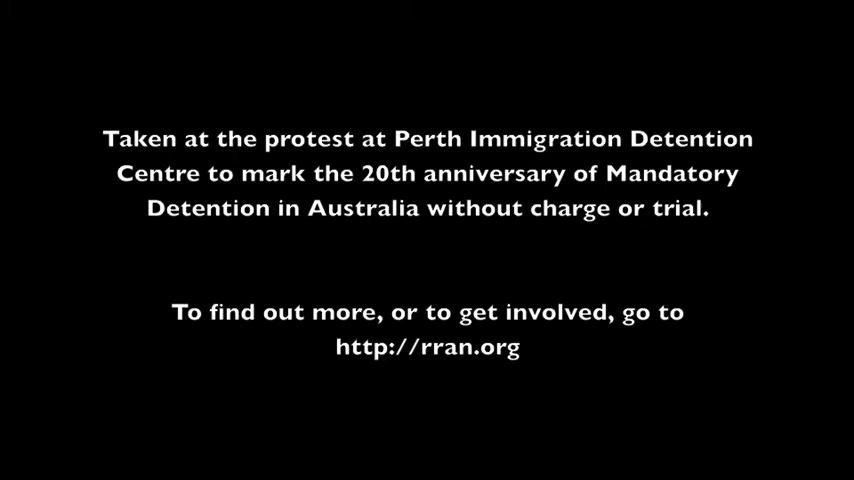 Taken at the protest at Perth Immigration Detention
Centre to mark the 20th anniversary of Mandatory
Detention in Australia without charge or trial.
To find out more, or to get involved, go to
http://rran.org